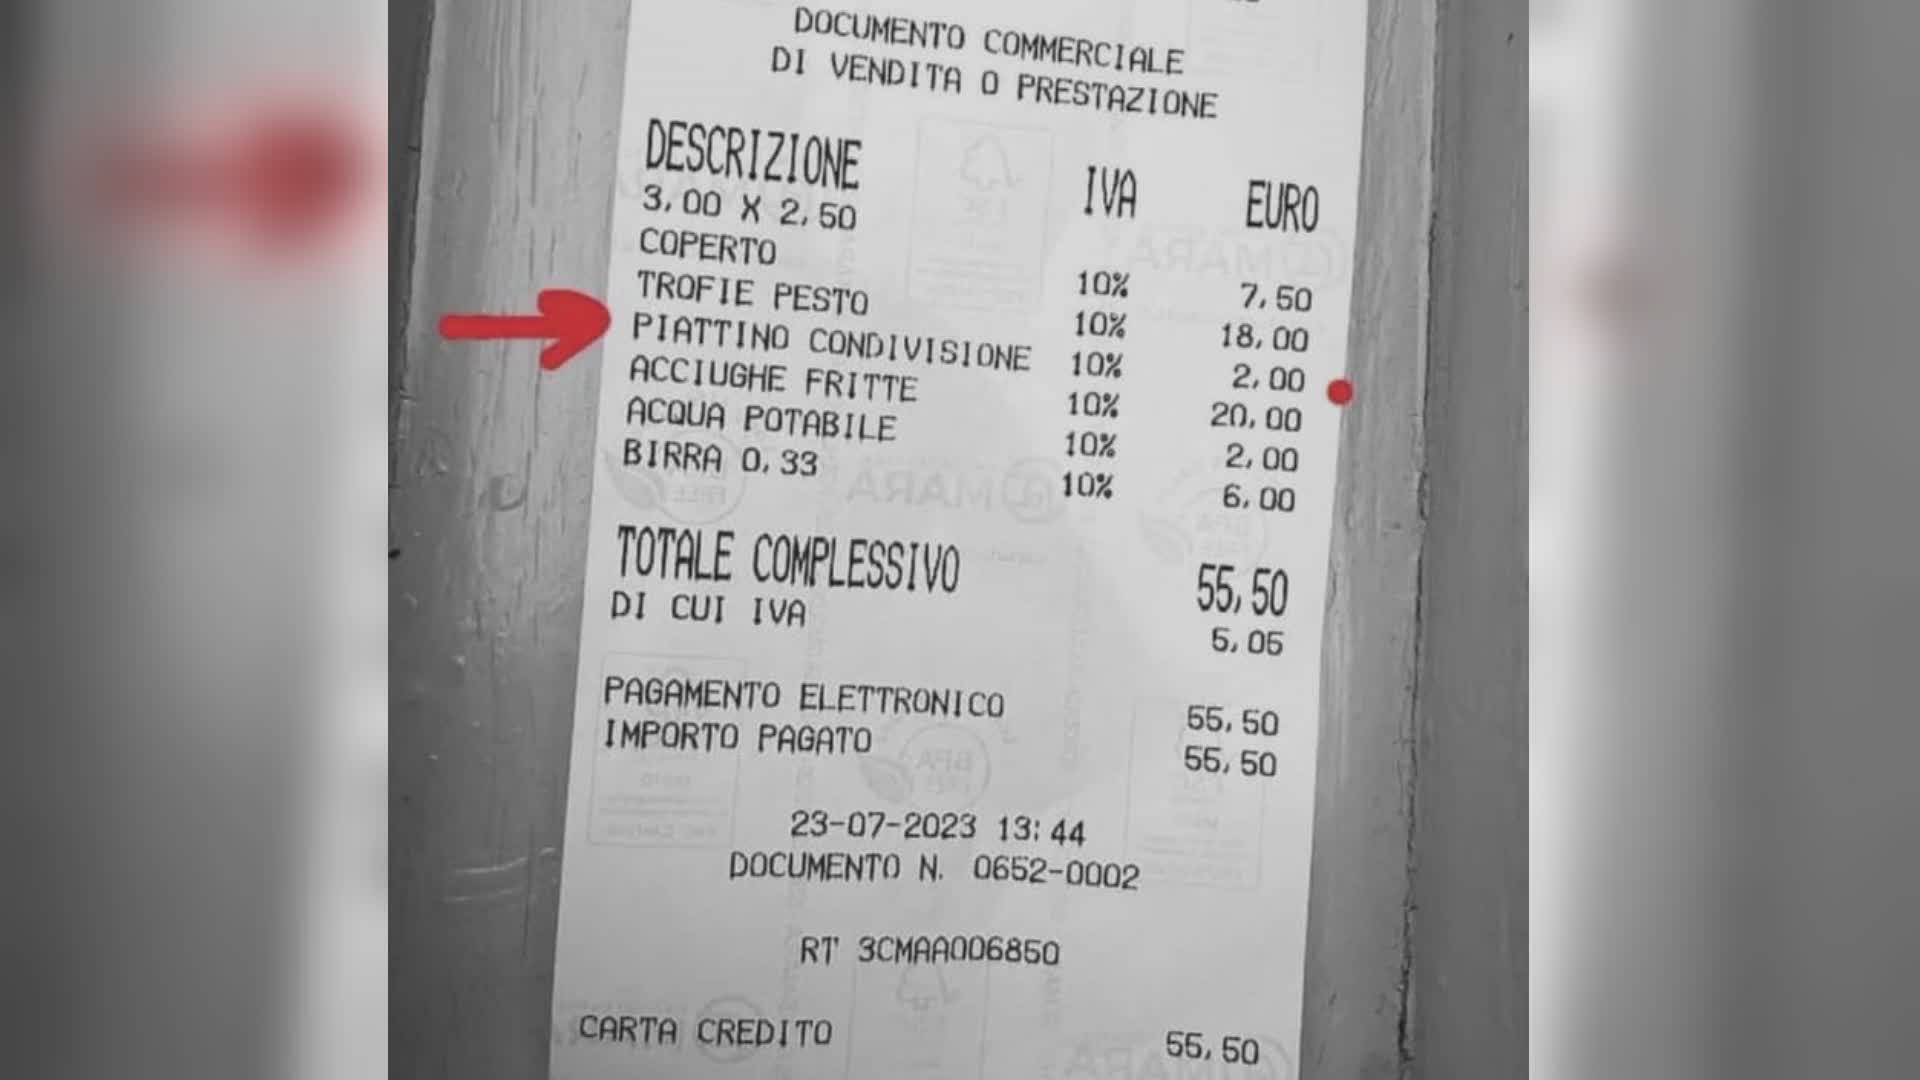 DOCUMENTO COMMERCIALE
DI VENDITA O PRESTAZIONE
DESCRIZIONE IVA EURO
3,00 X 2,50
COPERTO 10% 7,50
TROFIE PESTO 10% 18,00
PIATTINO CONDIVISIONE 10% 2,00
ACCIUGHE FRITTE 10% 20,00
ACQUA POTABILE 10% 2,00
BIRRA 0,33 10% 6,00
TOTALE COMPLESSIVO 55,50
DI CUI IVA 5,05
PAGAMENTO ELETTRONICO 55,50
IMPORTO PAGATO 55,50
23-07-2023 13:44
DOCUMENTO N. 0652-0002
RT 3CMAA006850
CARTA CREDITO 55,50